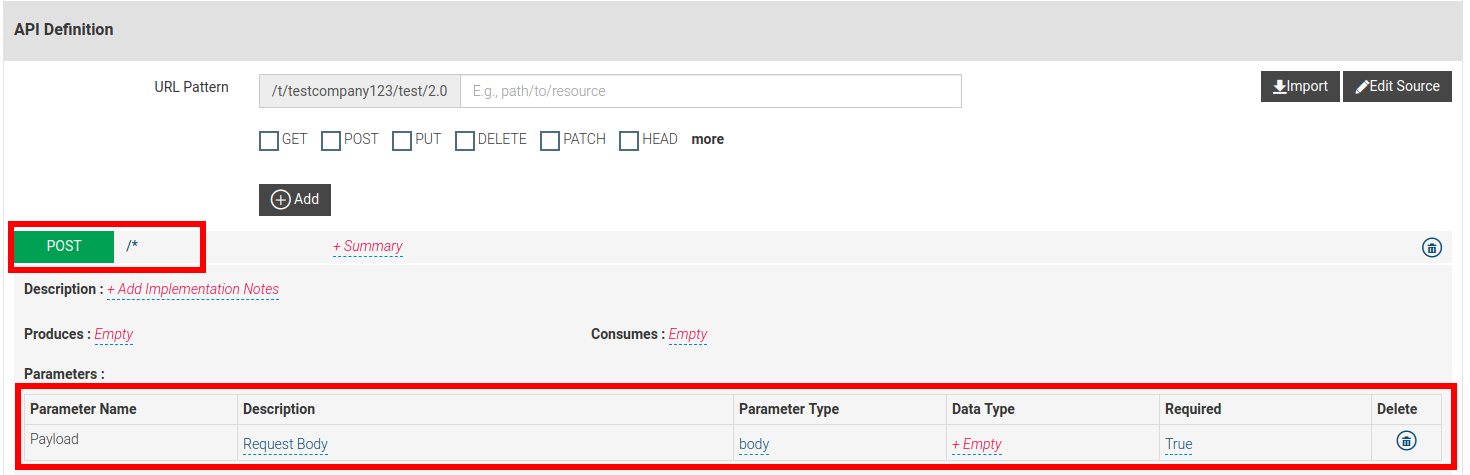 API Definition
URL Pattern /t/testcompany123/test/2.0 E.g., path/to/resource Import Edit Source
GET POST PUT DELETE PATCH HEAD more
Add
POST /* + Summary
Description : + Add Implementation Notes
Produces : Empty Consumes : Empty
Parameters :
Parameter Name Description Parameter Type Data Type Required Delete
Payload Request Body body + Empty True